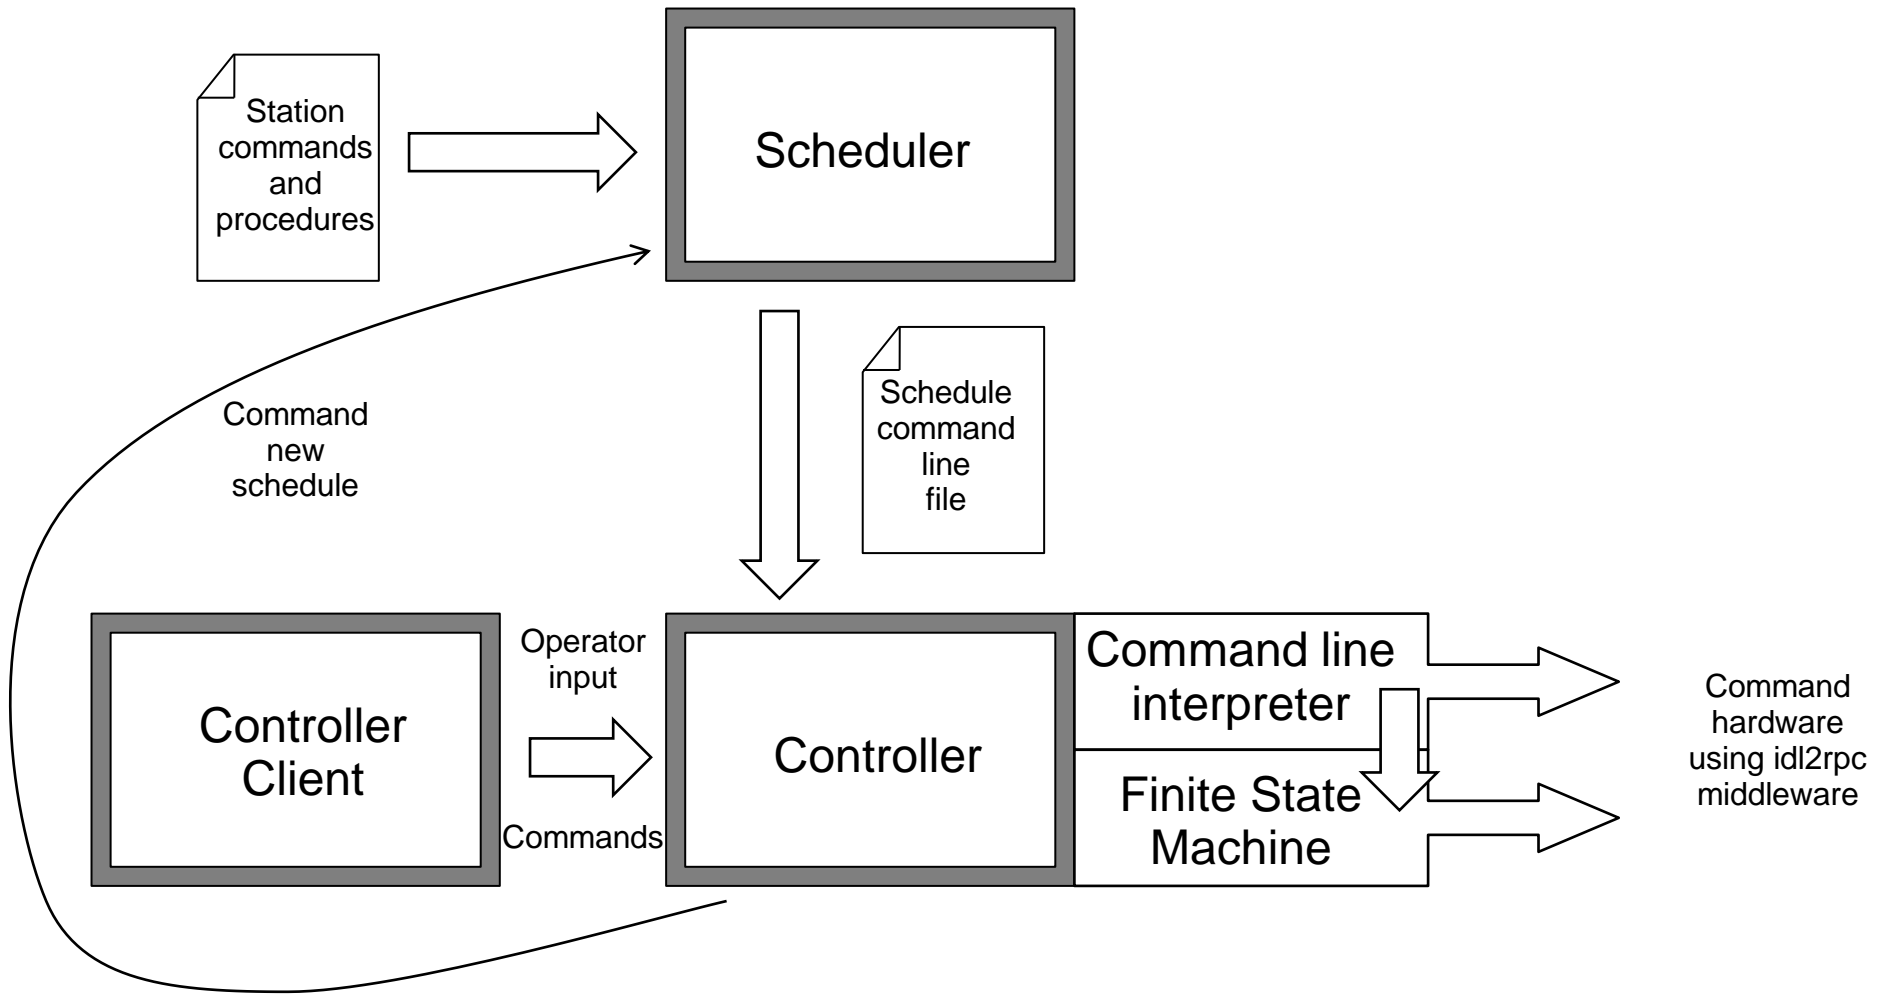 Station
commands
and
procedures
Scheduler
Schedule
command
line
file
Command
new
schedule
Controller
Client
Operator
input
Commands
Controller
Command line
interpreter
Finite State
Machine
Command
hardware
using idl2rpc
middleware